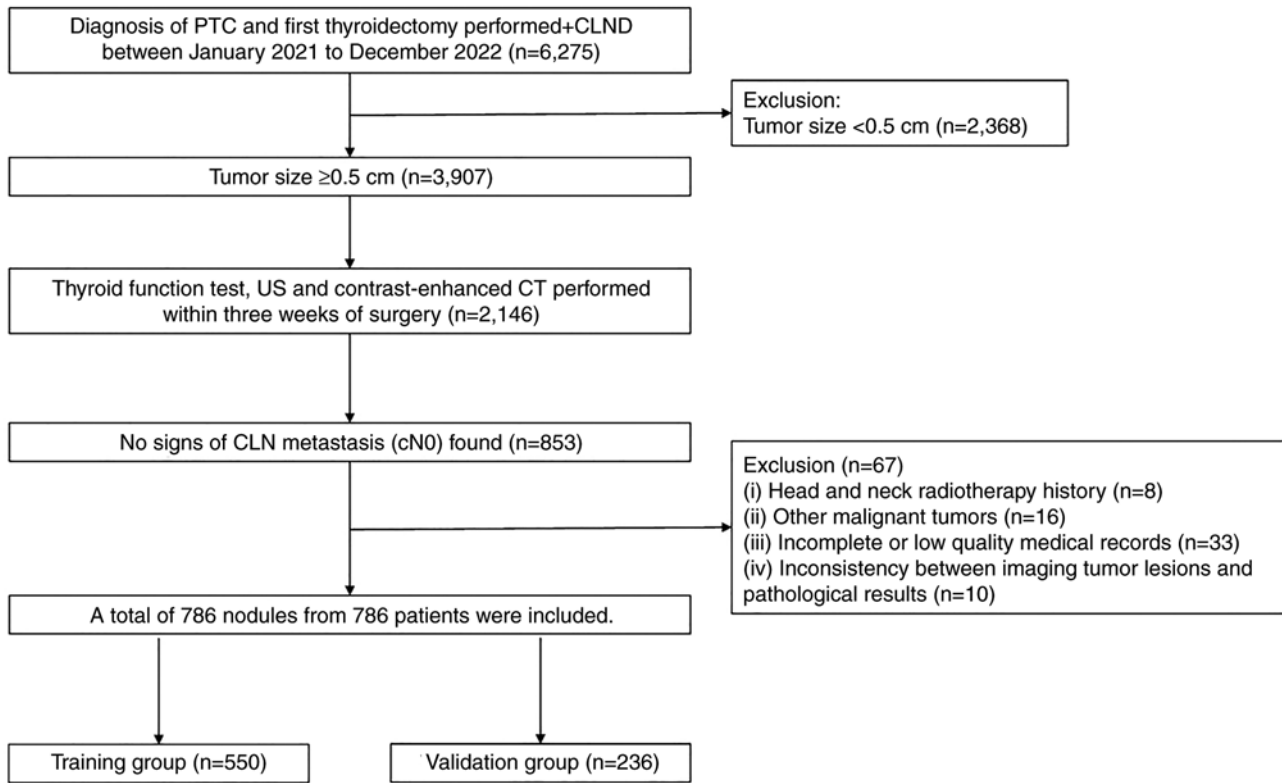 Diagnosis of PTC and first thyroidectomy performed+CLND
between January 2021 to December 2022 (n=6,275)
Exclusion:
Tumor size <0.5 cm (n=2,368)
Tumor size ≥0.5 cm (n=3,907)
Thyroid function test, US and contrast-enhanced CT performed
within three weeks of surgery (n=2,146)
No signs of CLN metastasis (cN0) found (n=853)
Exclusion (n=67)
(i) Head and neck radiotherapy history (n=8)
(ii) Other malignant tumors (n=16)
(iii) Incomplete or low quality medical records (n=33)
(iv) Inconsistency between imaging tumor lesions and
pathological results (n=10)
A total of 786 nodules from 786 patients were included.
Training group (n=550)
Validation group (n=236)